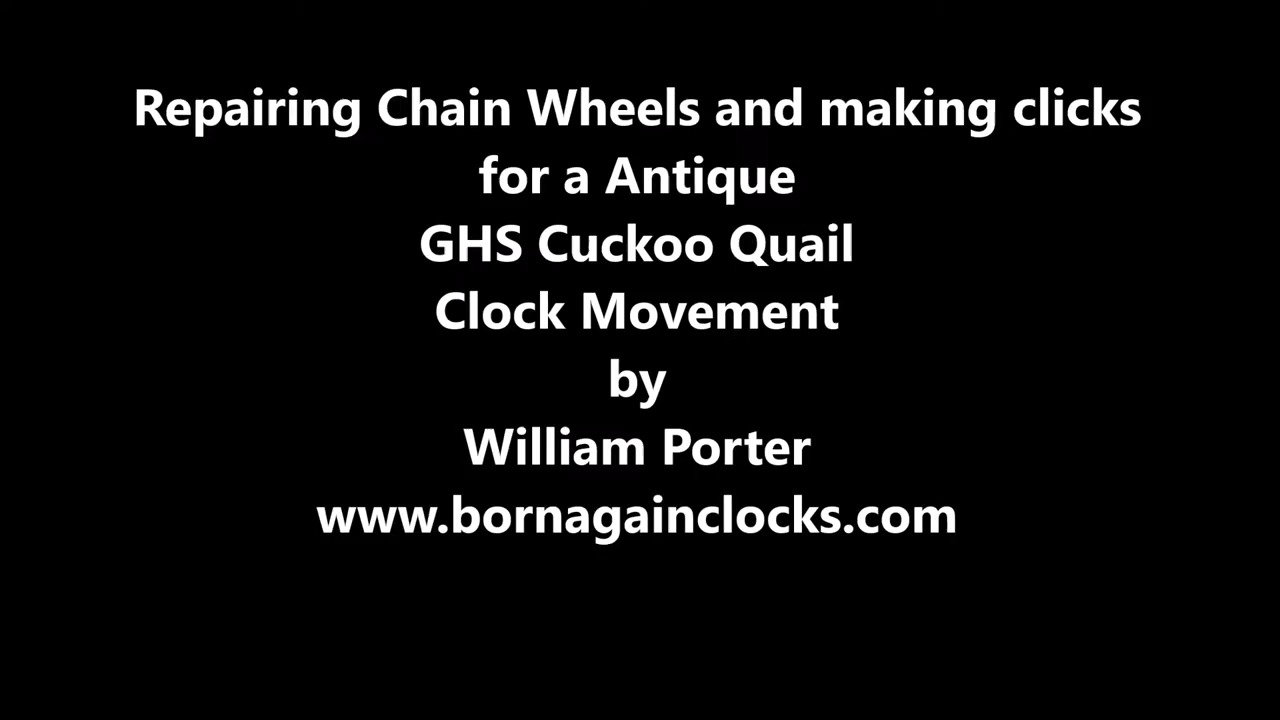 Repairing Chain Wheels and making clicks
for a Antique
GHS Cuckoo Quail
Clock Movement
by
William Porter
www.bornagainclocks.com